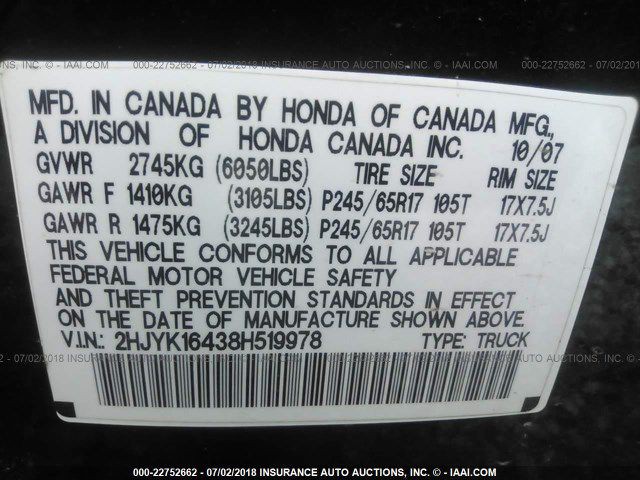 000-22752662 - 07/02/2018 INSURANCE AUTO AUCTIONS, INC. - © IAAI.COM
MFD. IN CANADA BY HONDA OF CANADA MFG.,
A DIVISION OF HONDA CANADA INC. 10/07
GVWR 2745KG (6050LBS) TIRE SIZE RIM SIZE
GAWR F 1410KG (3105LBS) P245/65R17 105T 17X7.5J
GAWR R 1475KG (3245LBS) P245/65R17 105T 17X7.5J
THIS VEHICLE CONFORMS TO ALL APPLICABLE
FEDERAL MOTOR VEHICLE SAFETY
AND THEFT PREVENTION STANDARDS IN EFFECT
ON THE DATE OF MANUFACTURE SHOWN ABOVE.
V.I.N.: 2HJYK16438H519978 TYPE: TRUCK
000-22752662 - 07/02/2018 INSURANCE AUTO AUCTIONS, INC. - © IAAI.COM